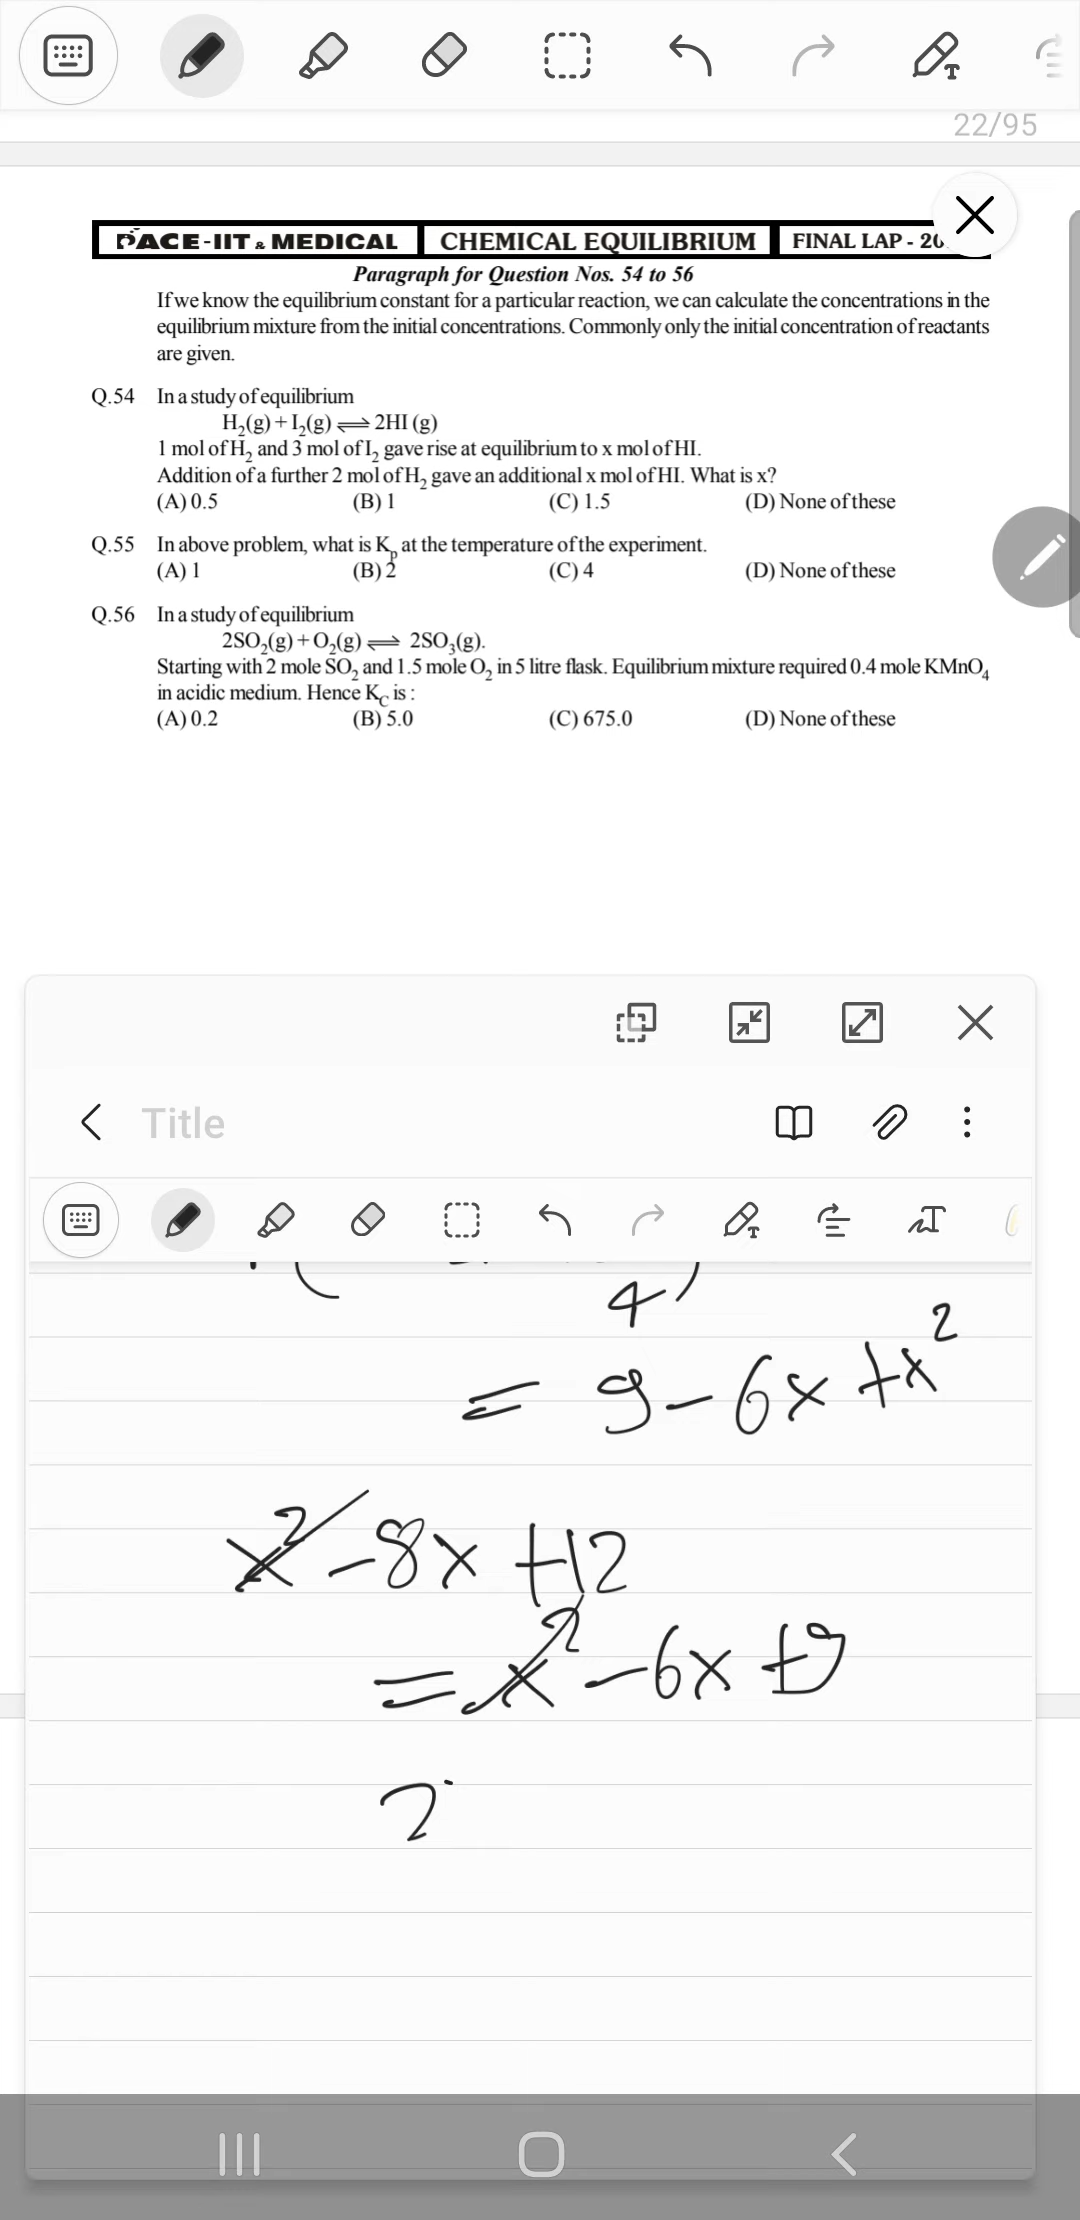 22/95
PACE-IIT & MEDICAL CHEMICAL EQUILIBRIUM FINAL LAP - 20
Paragraph for Question Nos. 54 to 56
If we know the equilibrium constant for a particular reaction, we can calculate the concentrations in the
equilibrium mixture from the initial concentrations. Commonly only the initial concentration of reactants
are given.
Q.54 In a study of equilibrium
H₂(g) + I₂(g) ⇌ 2HI (g)
1 mol of H₂ and 3 mol of I₂ gave rise at equilibrium to x mol of HI.
Addition of a further 2 mol of H₂ gave an additional x mol of HI. What is x?
(A) 0.5 (B) 1 (C) 1.5 (D) None of these
Q.55 In above problem, what is Kₚ at the temperature of the experiment.
(A) 1 (B) 2 (C) 4 (D) None of these
Q.56 In a study of equilibrium
2SO₂(g) + O₂(g) ⇌ 2SO₃(g).
Starting with 2 mole SO₂ and 1.5 mole O₂ in 5 litre flask. Equilibrium mixture required 0.4 mole KMnO₄
in acidic medium. Hence K_C is :
(A) 0.2 (B) 5.0 (C) 675.0 (D) None of these
Title
4)
= 9 - 6x + x²
x² - 8x + 12
= x² - 6x + 9
2